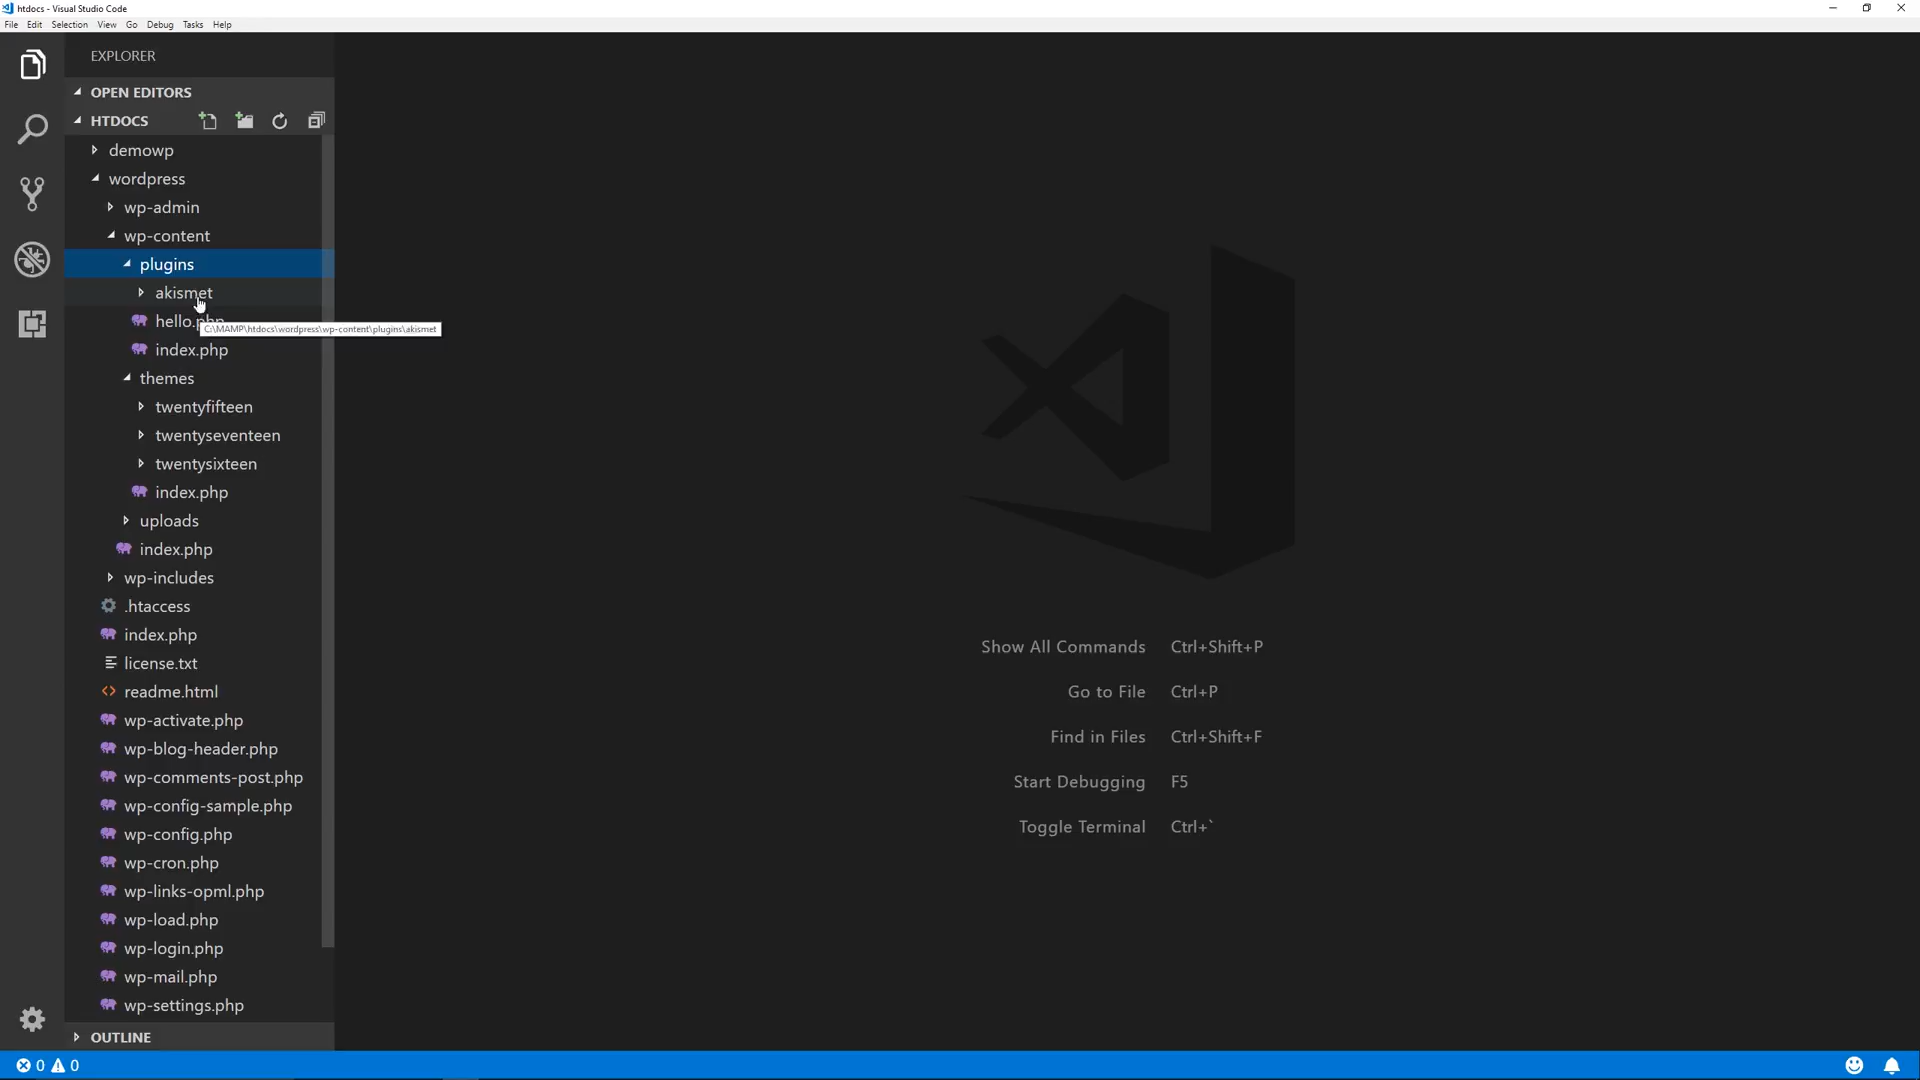 htdocs - Visual Studio Code
File Edit Selection View Go Debug Tasks Help
EXPLORER
OPEN EDITORS
HTDOCS
demowp
wordpress
wp-admin
wp-content
plugins
akismet
hello.php
C:\MAMP\htdocs\wordpress\wp-content\plugins\akismet
index.php
themes
twentyfifteen
twentyseventeen
twentysixteen
index.php
uploads
index.php
wp-includes
.htaccess
index.php
license.txt
readme.html
wp-activate.php
wp-blog-header.php
wp-comments-post.php
wp-config-sample.php
wp-config.php
wp-cron.php
wp-links-opml.php
wp-load.php
wp-login.php
wp-mail.php
wp-settings.php
OUTLINE
Show All Commands Ctrl+Shift+P
Go to File Ctrl+P
Find in Files Ctrl+Shift+F
Start Debugging F5
Toggle Terminal Ctrl+`
0 0